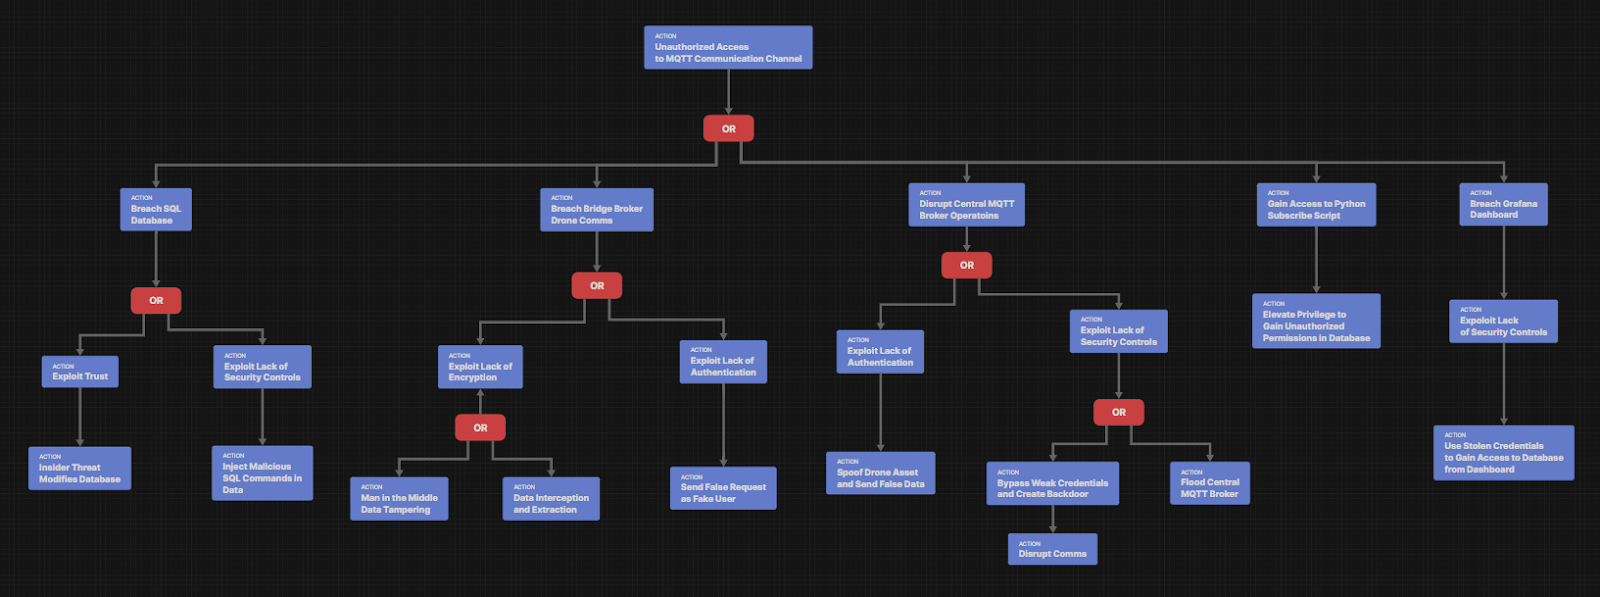 ACTION
Unauthorized Access
to MQTT Communication Channel
OR
ACTION
Breach SQL
Database
ACTION
Breach Bridge Broker
Drone Comms
ACTION
Disrupt Central MQTT
Broker Operatoins
ACTION
Gain Access to Python
Subscribe Script
ACTION
Breach Grafana
Dashboard
OR
OR
OR
ACTION
Exploit Trust
ACTION
Exploit Lack of
Security Controls
ACTION
Exploit Lack of
Encryption
ACTION
Exploit Lack of
Authentication
ACTION
Exploit Lack of
Authentication
ACTION
Exploit Lack of
Security Controls
ACTION
Elevate Privilege to
Gain Unauthorized
Permissions in Database
ACTION
Expoloit Lack
of Security Controls
OR
OR
ACTION
Insider Threat
Modifies Database
ACTION
Inject Malicious
SQL Commands in
Data
ACTION
Man in the Middle
Data Tampering
ACTION
Data Interception
and Extraction
ACTION
Send False Request
as Fake User
ACTION
Spoof Drone Asset
and Send False Data
ACTION
Bypass Weak Credentials
and Create Backdoor
ACTION
Flood Central
MQTT Broker
ACTION
Use Stolen Credentials
to Gain Access to Database
from Dashboard
ACTION
Disrupt Comms